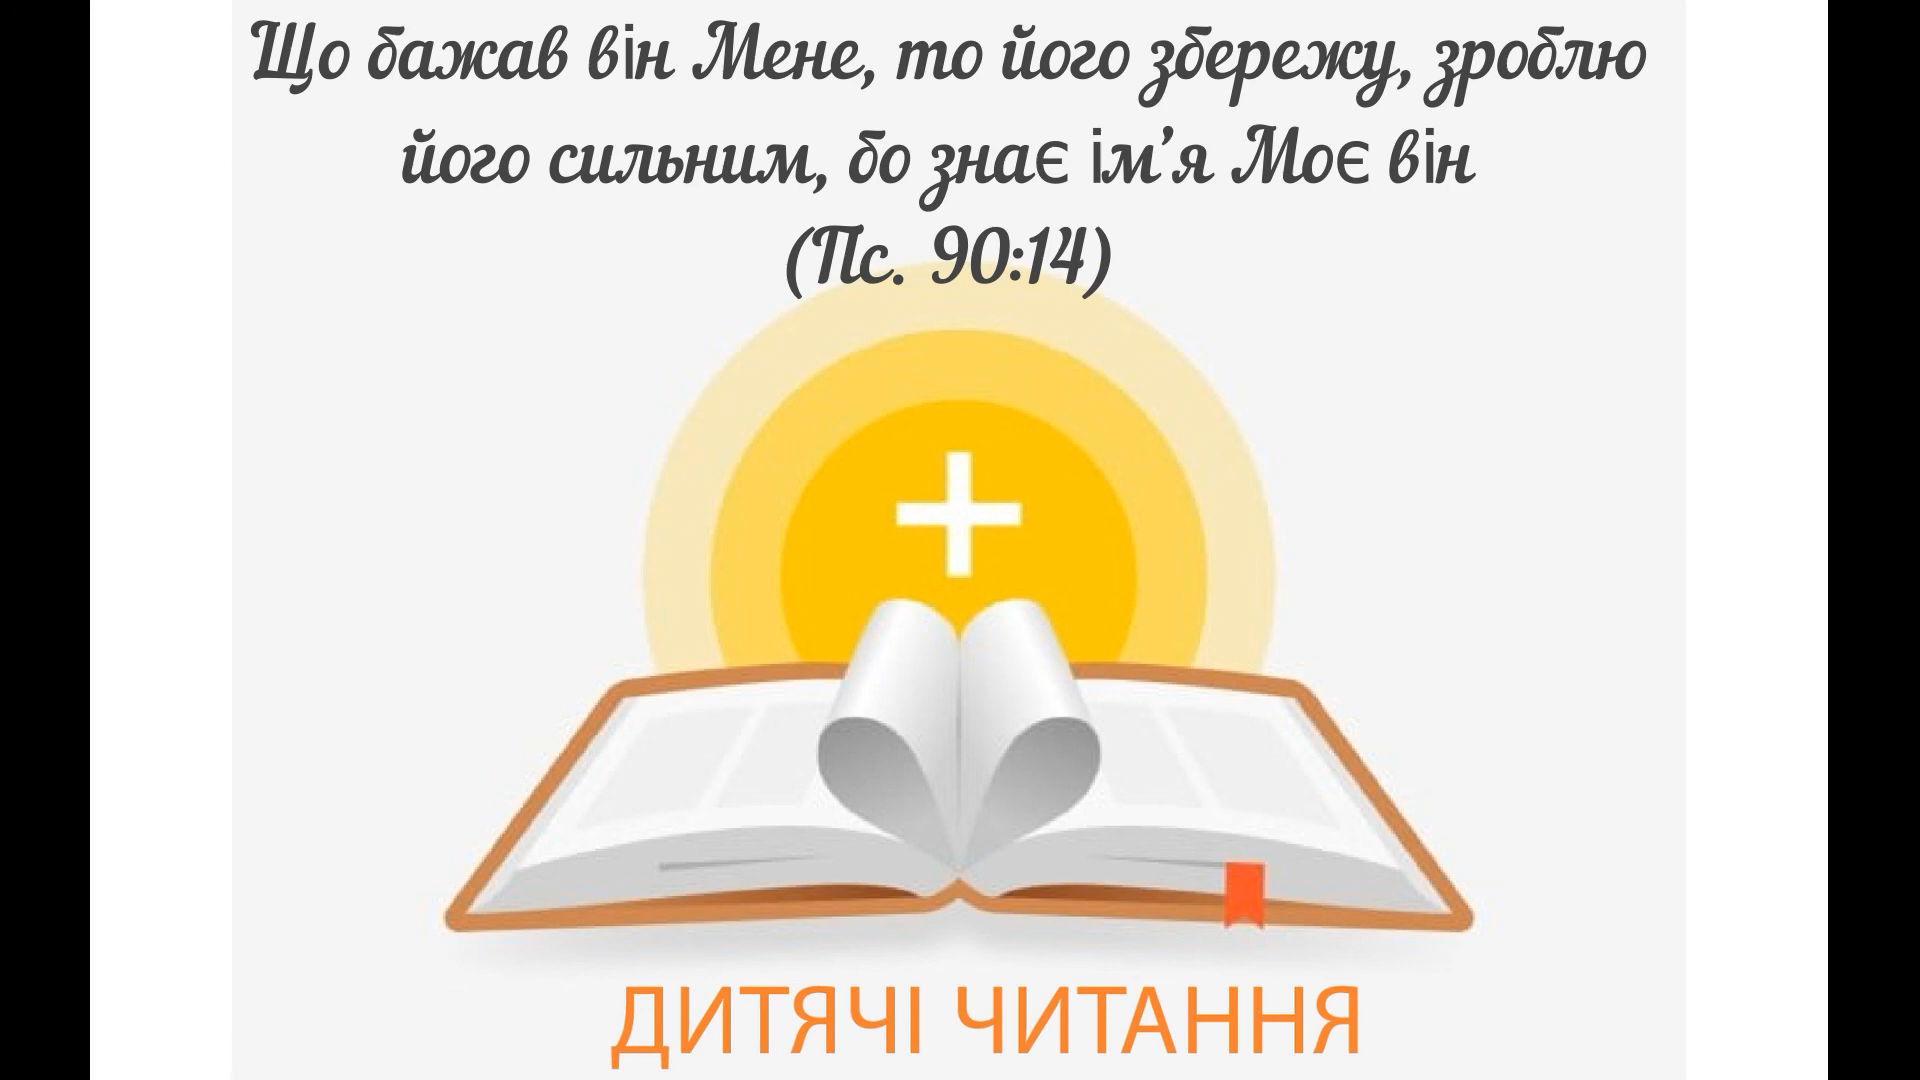 Що бажав він Мене, то його збережу, зроблю
його сильним, бо знає ім’я Моє він
(Пс. 90:14)
ДИТЯЧІ ЧИТАННЯ